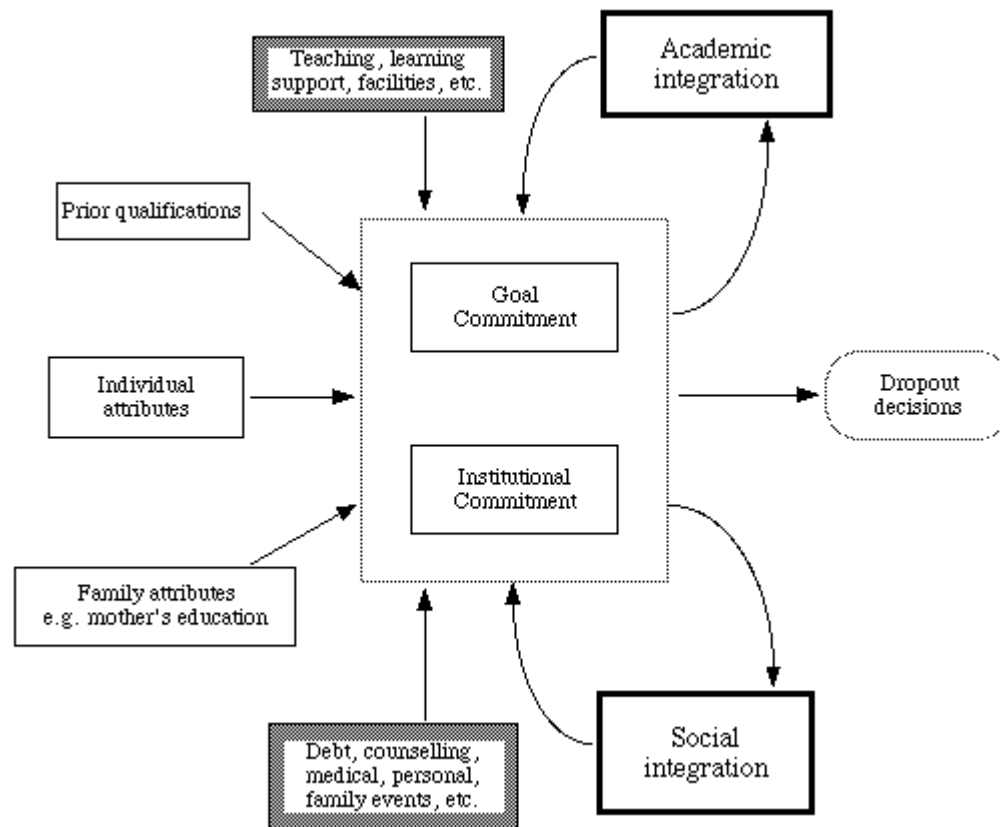 Teaching, learning
support, facilities, etc.
Academic
integration
Prior qualifications
Goal
Commitment
Individual
attributes
Dropout
decisions
Institutional
Commitment
Family attributes
e.g. mother's education
Debt, counselling,
medical, personal,
family events, etc.
Social
integration